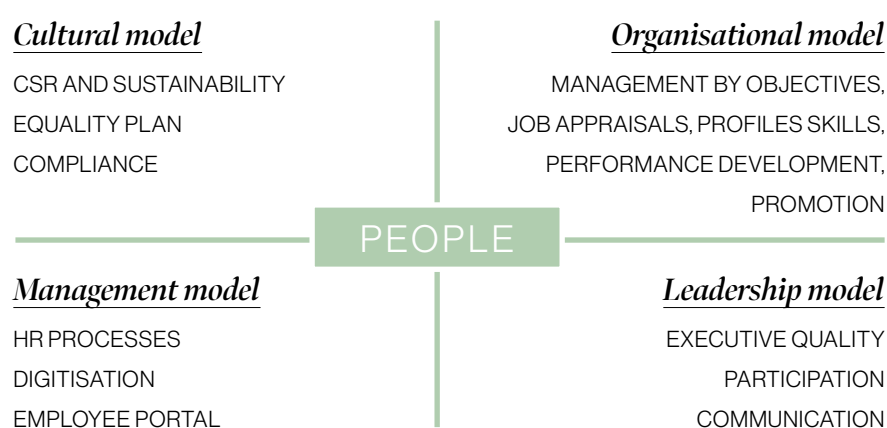 Cultural model
CSR AND SUSTAINABILITY
EQUALITY PLAN
COMPLIANCE
Organisational model
MANAGEMENT BY OBJECTIVES,
JOB APPRAISALS, PROFILES SKILLS,
PERFORMANCE DEVELOPMENT,
PROMOTION
PEOPLE
Management model
HR PROCESSES
DIGITISATION
EMPLOYEE PORTAL
Leadership model
EXECUTIVE QUALITY
PARTICIPATION
COMMUNICATION